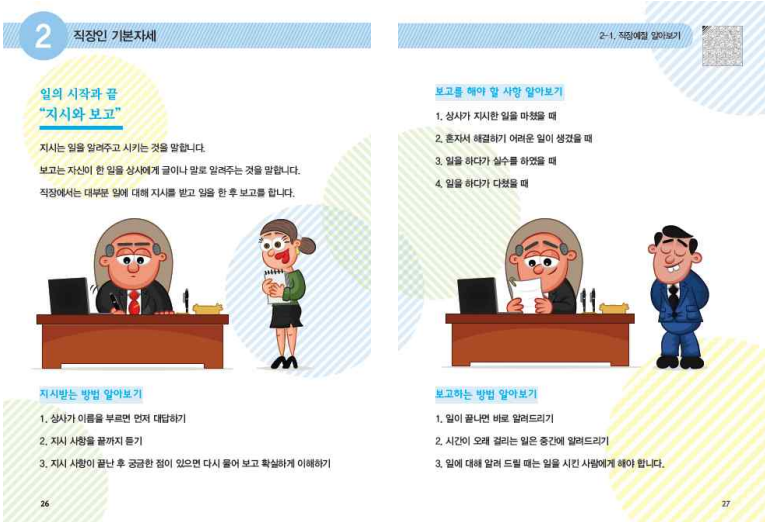 2
직장인 기본자세
일의 시작과 끝
“지시와 보고”
지시는 일을 알려주고 시키는 것을 말합니다.
보고는 자신이 한 일을 상사에게 글이나 말로 알려주는 것을 말합니다.
직장에서는 대부분 일에 대해 지시를 받고 일을 한 후 보고를 합니다.
지시받는 방법 알아보기
1. 상사가 이름을 부르면 먼저 대답하기
2. 지시 사항을 끝까지 듣기
3. 지시 사항이 끝난 후 궁금한 점이 있으면 다시 물어 보고 확실하게 이해하기
26
2-1. 직장예절 알아보기
보고를 해야 할 사항 알아보기
1. 상사가 지시한 일을 마쳤을 때
2. 혼자서 해결하기 어려운 일이 생겼을 때
3. 일을 하다가 실수를 하였을 때
4. 일을 하다가 다쳤을 때
보고하는 방법 알아보기
1. 일이 끝나면 바로 알려드리기
2. 시간이 오래 걸리는 일은 중간에 알려드리기
3. 일에 대해 알려 드릴 때는 일을 시킨 사람에게 해야 합니다.
27